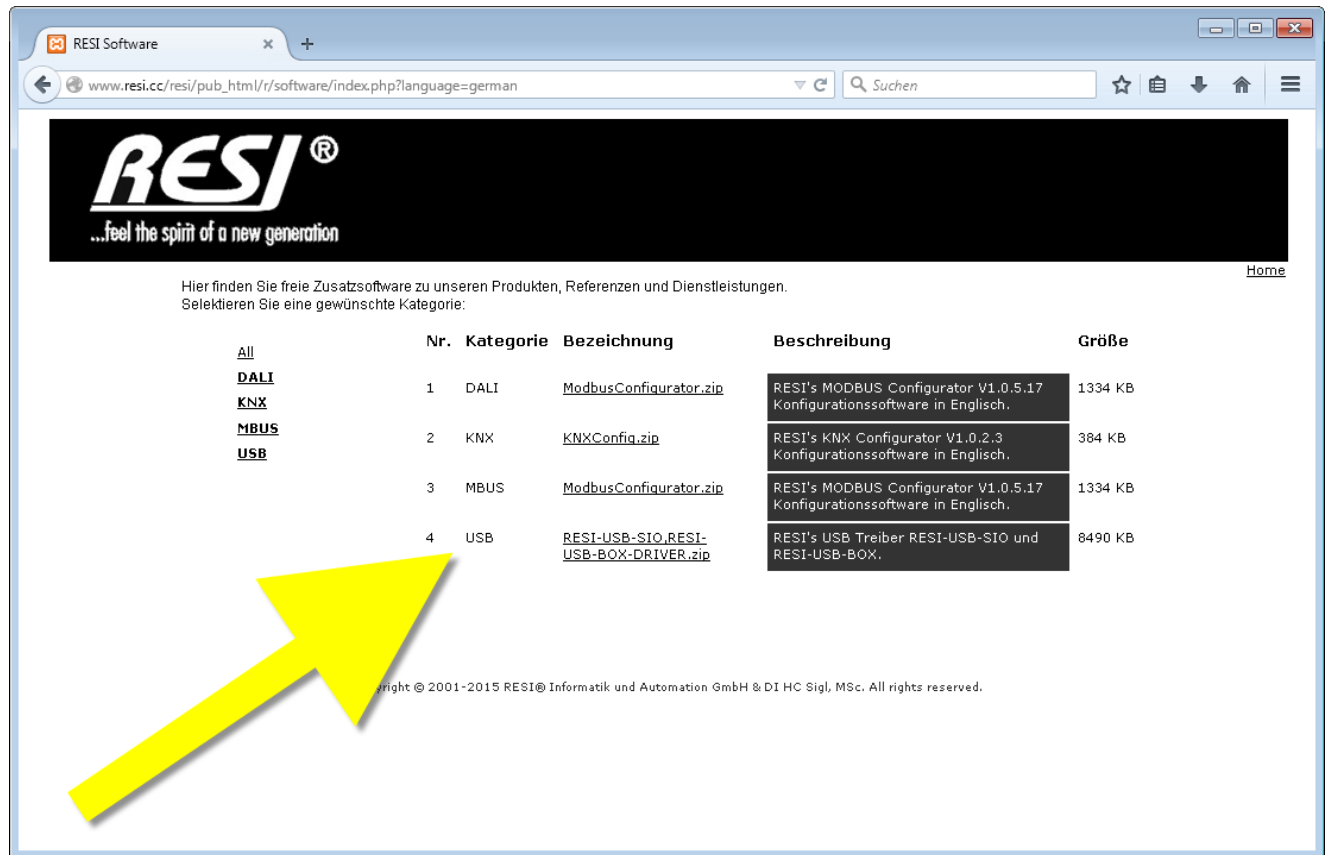 RESI Software
www.resi.cc/resi/pub_html/r/software/index.php?language=german
Suchen
RESI®
...feel the spirit of a new generation
Home
Hier finden Sie freie Zusatzsoftware zu unseren Produkten, Referenzen und Dienstleistungen.
Selektieren Sie eine gewünschte Kategorie:
All
DALI
KNX
MBUS
USB
Nr. Kategorie Bezeichnung Beschreibung Größe
1 DALI ModbusConfigurator.zip RESI's MODBUS Configurator V1.0.5.17 1334 KB
Konfigurationssoftware in Englisch.
2 KNX KNXConfig.zip RESI's KNX Configurator V1.0.2.3 384 KB
Konfigurationssoftware in Englisch.
3 MBUS ModbusConfigurator.zip RESI's MODBUS Configurator V1.0.5.17 1334 KB
Konfigurationssoftware in Englisch.
4 USB RESI-USB-SIO,RESI- RESI's USB Treiber RESI-USB-SIO und 8490 KB
USB-BOX-DRIVER.zip RESI-USB-BOX.
© 2001-2015 RESI® Informatik und Automation GmbH & DI HC Sigl, MSc. All rights reserved.